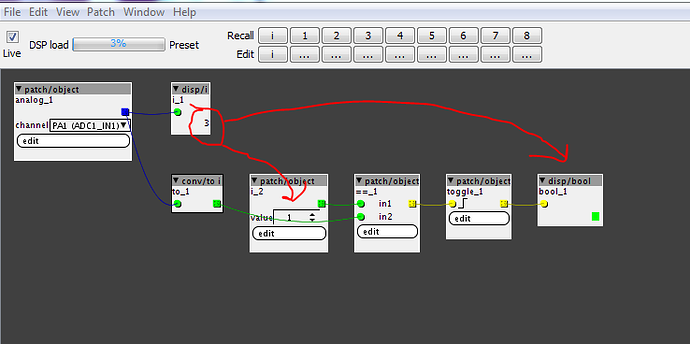 File Edit View Patch Window Help
Live
DSP load
3%
Preset
Recall
i 1 2 3 4 5 6 7 8
Edit
i ... ... ... ... ... ... ... ...
patch/object
analog_1
channel PA1 (ADC1_IN1)
edit
disp/i
i_1
3
conv/to i
to_1
patch/object
i_2
value 1
edit
patch/object
==_1
in1
in2
edit
patch/object
toggle_1
edit
disp/bool
bool_1